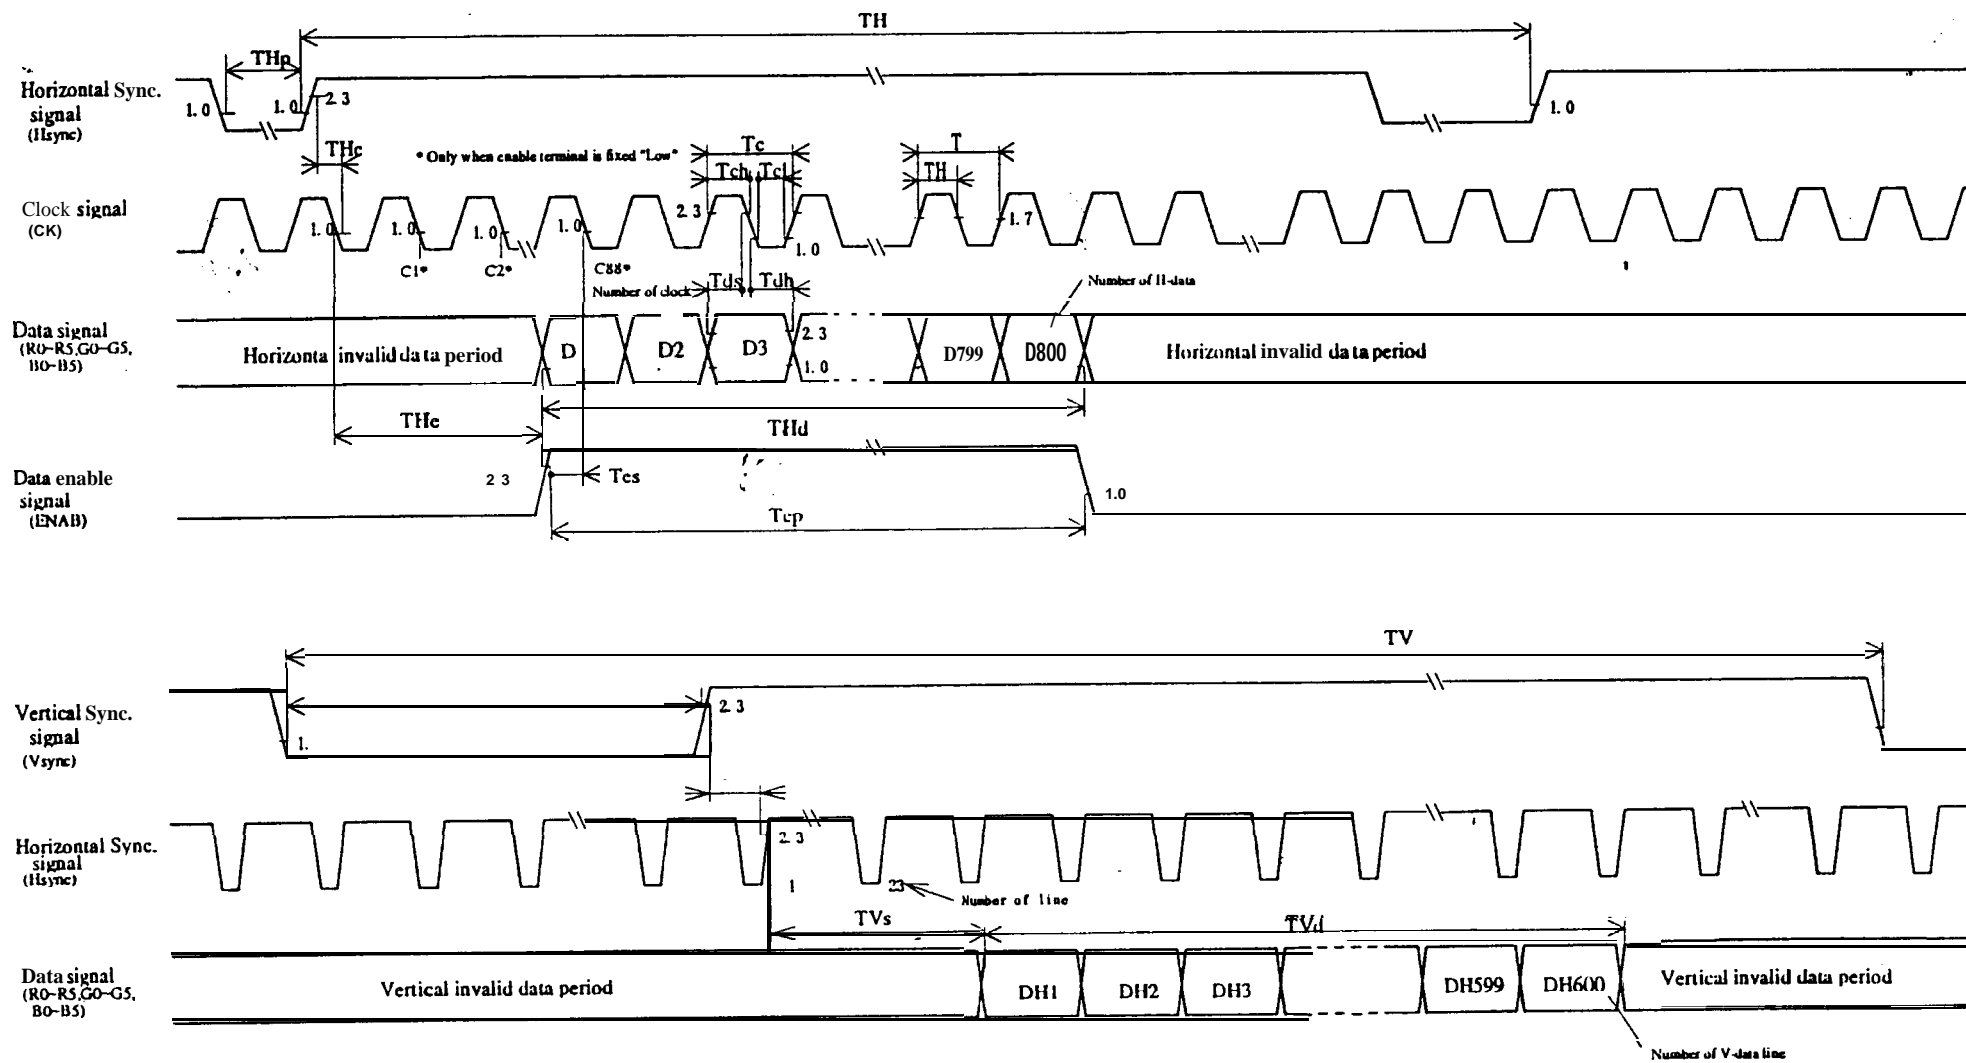 TH
THp
Horizontal Sync.
signal
(Hsync)
1.0
1.0
2 3
1.0
THc
* Only when enable terminal is fixed "Low"
Tc
Tch
Tcl
T
TH
Clock signal
(CK)
1.0
1.0
1.0
1.0
2.3
1.0
1.7
C1*
C2*
C88*
Number of clock
Tds
Tdh
Number of H-data
Data signal
(R0~R5,G0~G5,
B0~B5)
Horizonta invalid data period
D
D2
D3
2.3
1.0
D799
D800
Horizontal invalid data period
THe
THd
Data enable
signal
(ENAB)
2 3
Tes
1.0
Tep
TV
Vertical Sync.
signal
(Vsync)
1.
2.3
Horizontal Sync.
signal
(Hsync)
2.3
1
23
Number of line
TVs
TVd
Data signal
(R0~R5,G0~G5,
B0~B5)
Vertical invalid data period
DH1
DH2
DH3
DH599
DH600
Vertical invalid data period
Number of V-data line